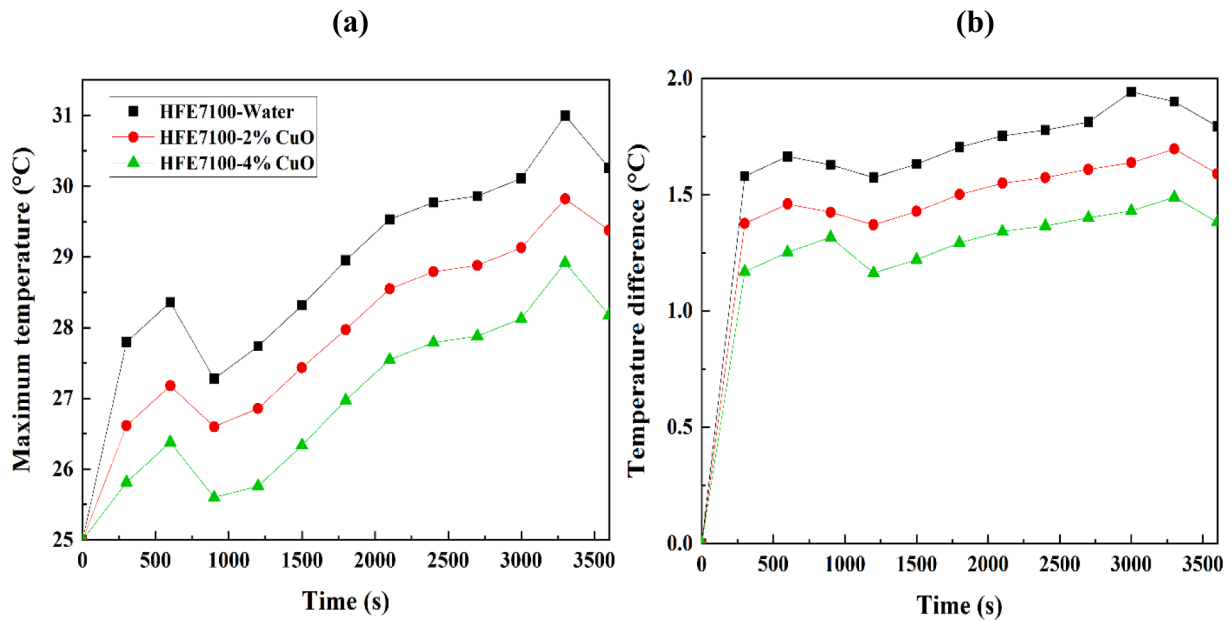 (a)
Maximum temperature (°C)
31
30
29
28
27
26
25
HFE7100-Water
HFE7100-2% CuO
HFE7100-4% CuO
0 500 1000 1500 2000 2500 3000 3500
Time (s)
(b)
Temperature difference (°C)
2.0
1.5
1.0
0.5
0.0
0 500 1000 1500 2000 2500 3000 3500
Time (s)